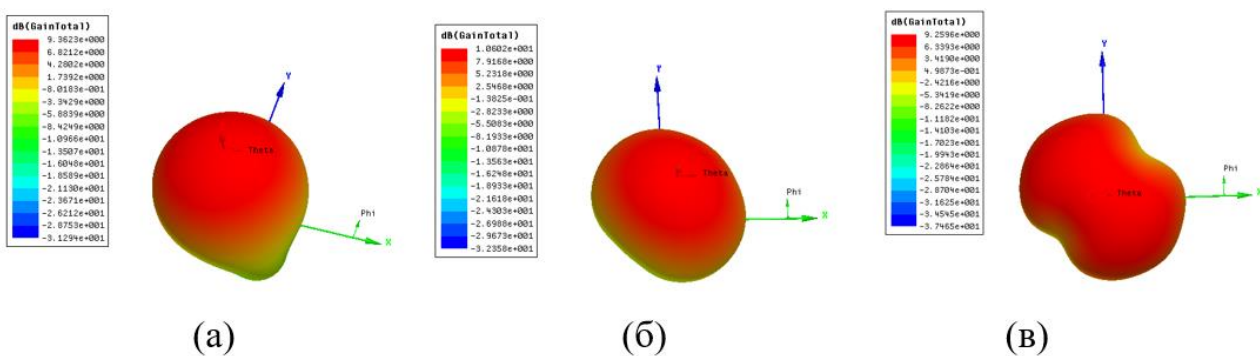 dB(GainTotal)
9.3623e+000
6.8212e+000
4.2802e+000
1.7392e+000
-8.0183e-001
-3.3429e+000
-5.8839e+000
-8.4249e+000
-1.0966e+001
-1.3507e+001
-1.6048e+001
-1.8589e+001
-2.1130e+001
-2.3671e+001
-2.6212e+001
-2.8753e+001
-3.1294e+001
Y
Theta
Phi
X
(а)
dB(GainTotal)
1.0602e+001
7.9168e+000
5.2318e+000
2.5468e+000
-1.3825e-001
-2.8233e+000
-5.5083e+000
-8.1933e+000
-1.0878e+001
-1.3563e+001
-1.6248e+001
-1.8933e+001
-2.1618e+001
-2.4303e+001
-2.6988e+001
-2.9673e+001
-3.2358e+001
Y
Theta
Phi
X
(б)
dB(GainTotal)
9.2596e+000
6.3393e+000
3.4190e+000
4.9873e-001
-2.4216e+000
-5.3419e+000
-8.2622e+000
-1.1182e+001
-1.4103e+001
-1.7023e+001
-1.9943e+001
-2.2864e+001
-2.5784e+001
-2.8704e+001
-3.1625e+001
-3.4545e+001
-3.7465e+001
Y
Theta
Phi
X
(в)